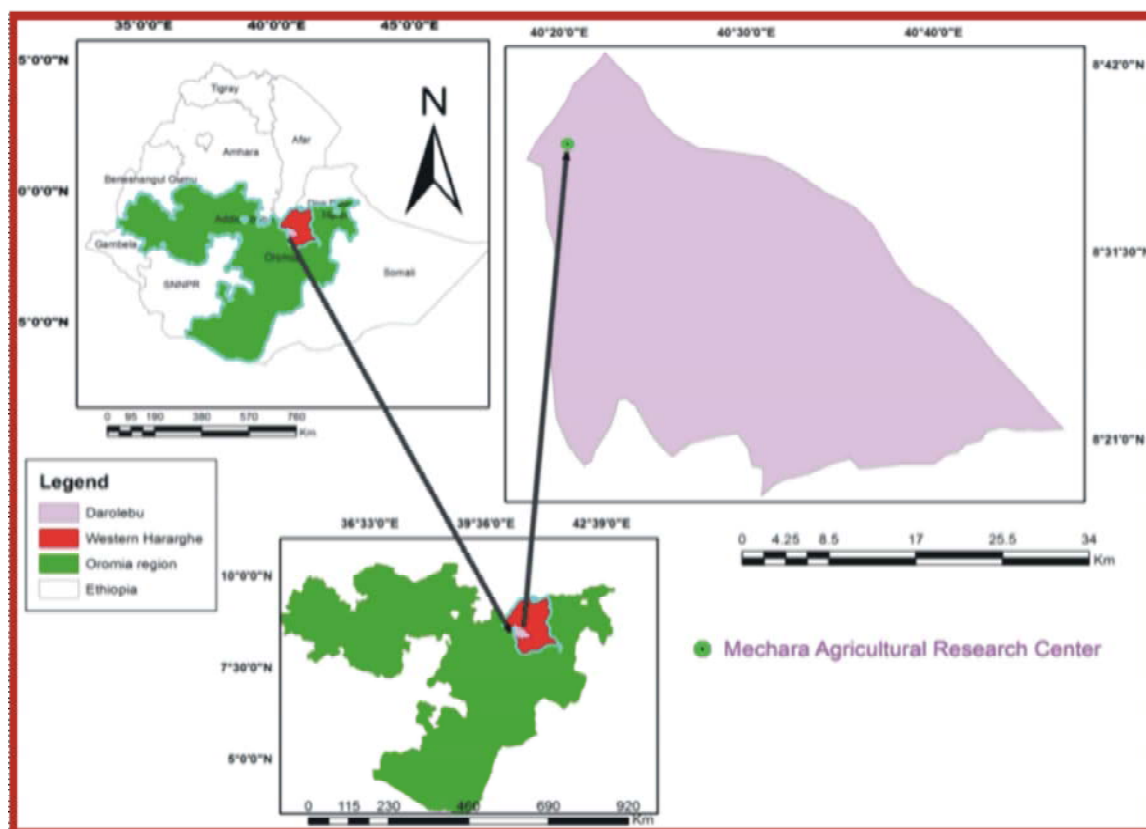 35°0'0"E 40°0'0"E 45°0'0"E
40°20'0"E 40°30'0"E 40°40'0"E
5°0'0"N
0°0'0"N
5°0'0"N
N
Tigray
Afar
Amhara
Beneshangul Gumu
Gambela
SNNPR
Somali
0 95 190 380 570 760
Km
8°42'0"N
8°31'30"N
8°21'0"N
Legend
Darolebu
Western Hararghe
Oromia region
Ethiopia
0 4.25 8.5 17 25.5 34
Km
36°33'0"E 39°36'0"E 42°39'0"E
10°0'0"N
7°30'0"N
5°0'0"N
0 115 230 460 690 920
Km
Mechara Agricultural Research Center